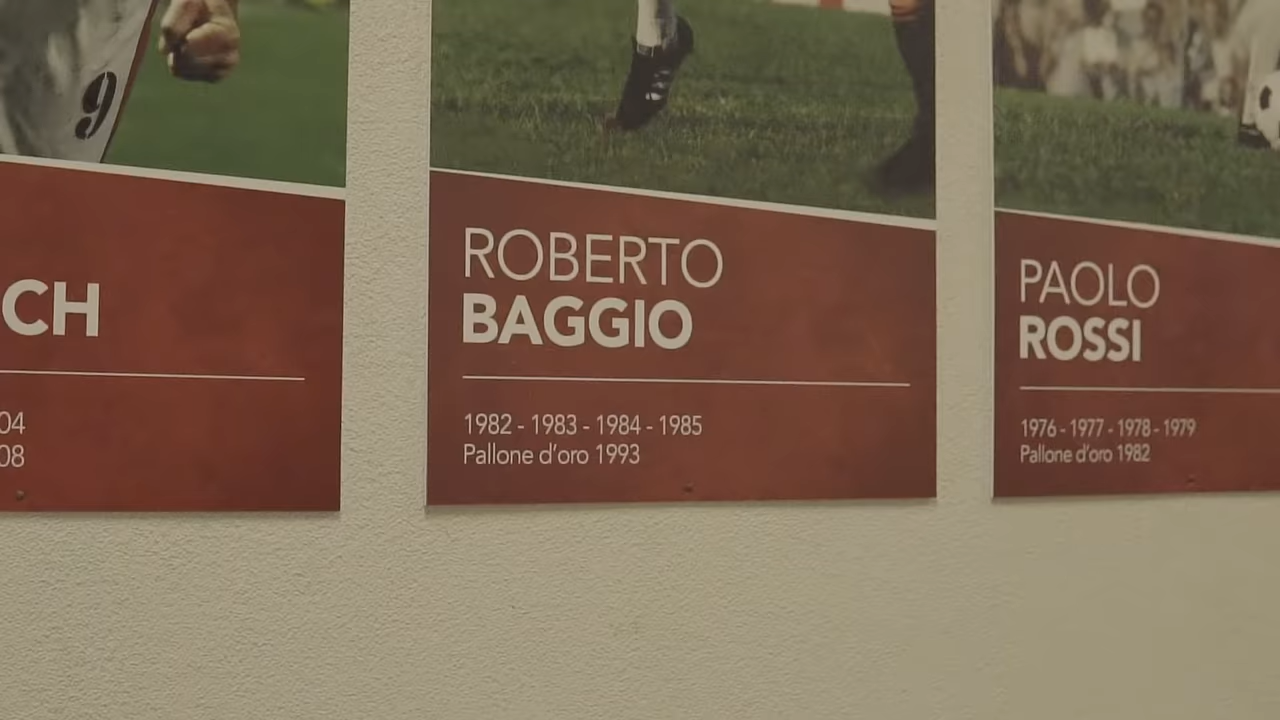 9
CH
04
08
ROBERTO
BAGGIO
1982 - 1983 - 1984 - 1985
Pallone d'oro 1993
PAOLO
ROSSI
1976 - 1977 - 1978 - 1979
Pallone d'oro 1982